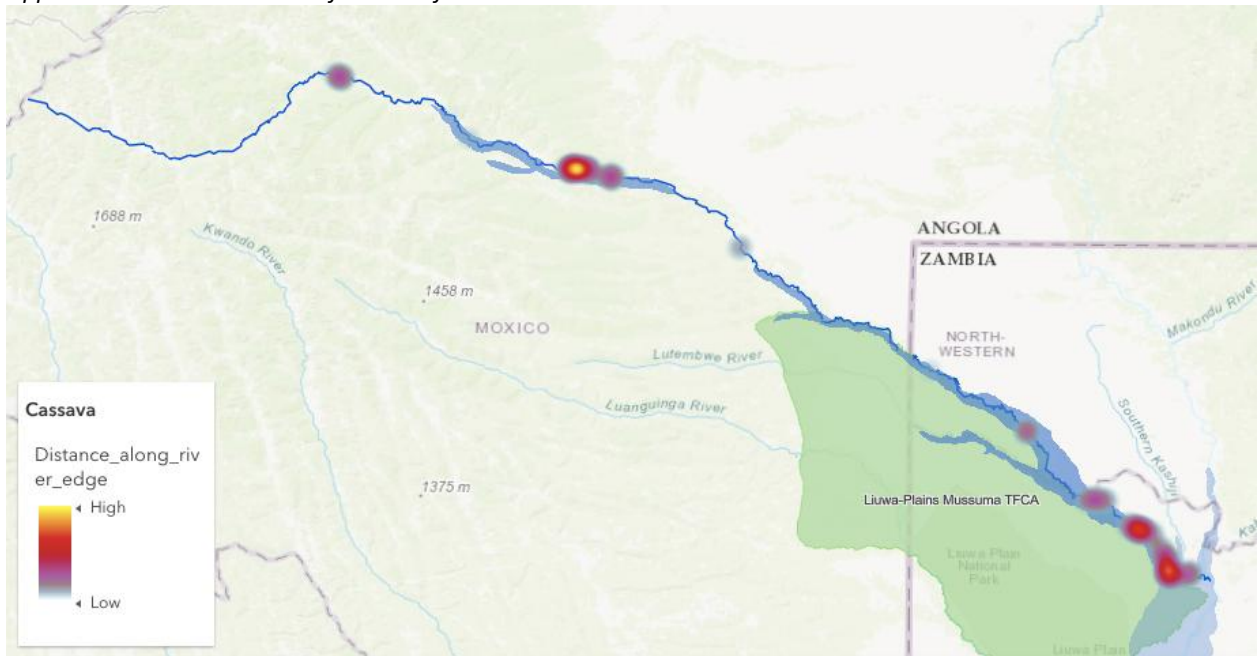 1688 m
Kwando River
ANGOLA
ZAMBIA
1458 m
MOXICO
NORTH-
WESTERN
Makondu River
Lutembwe River
Luanguinga River
Southern Kashiji
Cassava
Distance_along_riv
er_edge
High
Low
1375 m
Liuwa-Plains Mussuma TFCA
Liuwa Plain
National
Park
Liuwa Plain